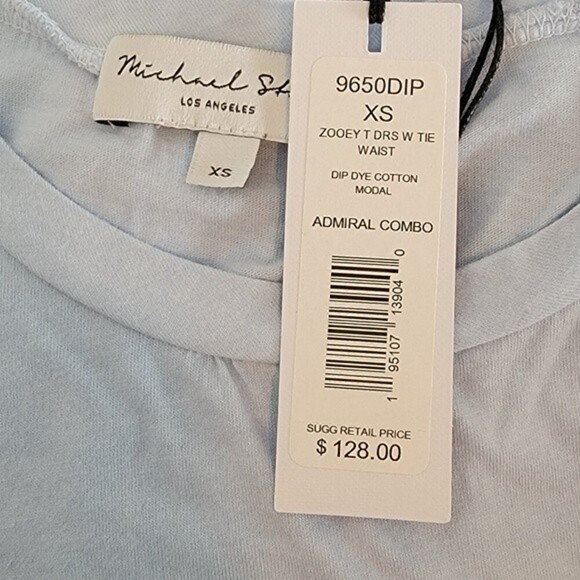 Michael
LOS ANGELES
XS
9650DIP
XS
ZOOEY T DRS W TIE
WAIST
DIP DYE COTTON
MODAL
ADMIRAL COMBO
1 95107 13904 0
SUGG RETAIL PRICE
$128.00